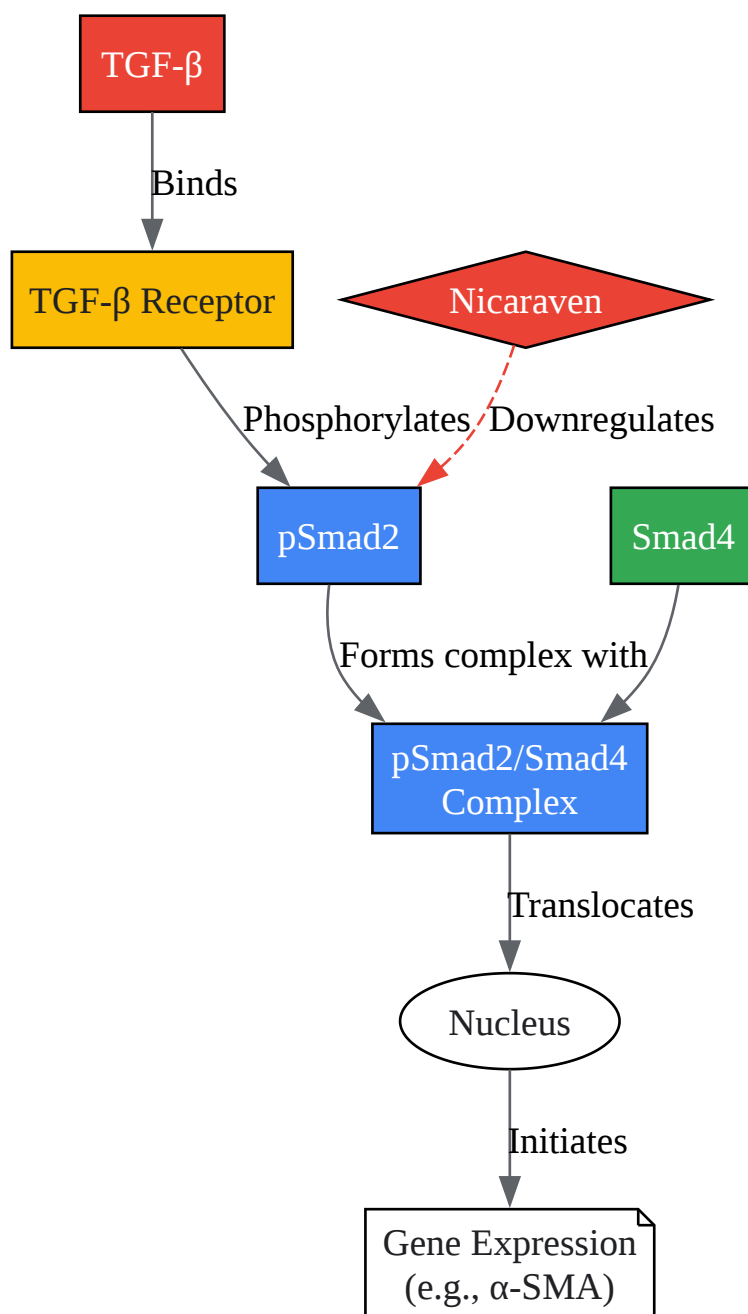 TGF-β
Binds
TGF-β Receptor
Nicaraven
Phosphorylates
Downregulates
pSmad2
Smad4
Forms complex with
pSmad2/Smad4
Complex
Translocates
Nucleus
Initiates
Gene Expression
(e.g., α-SMA)